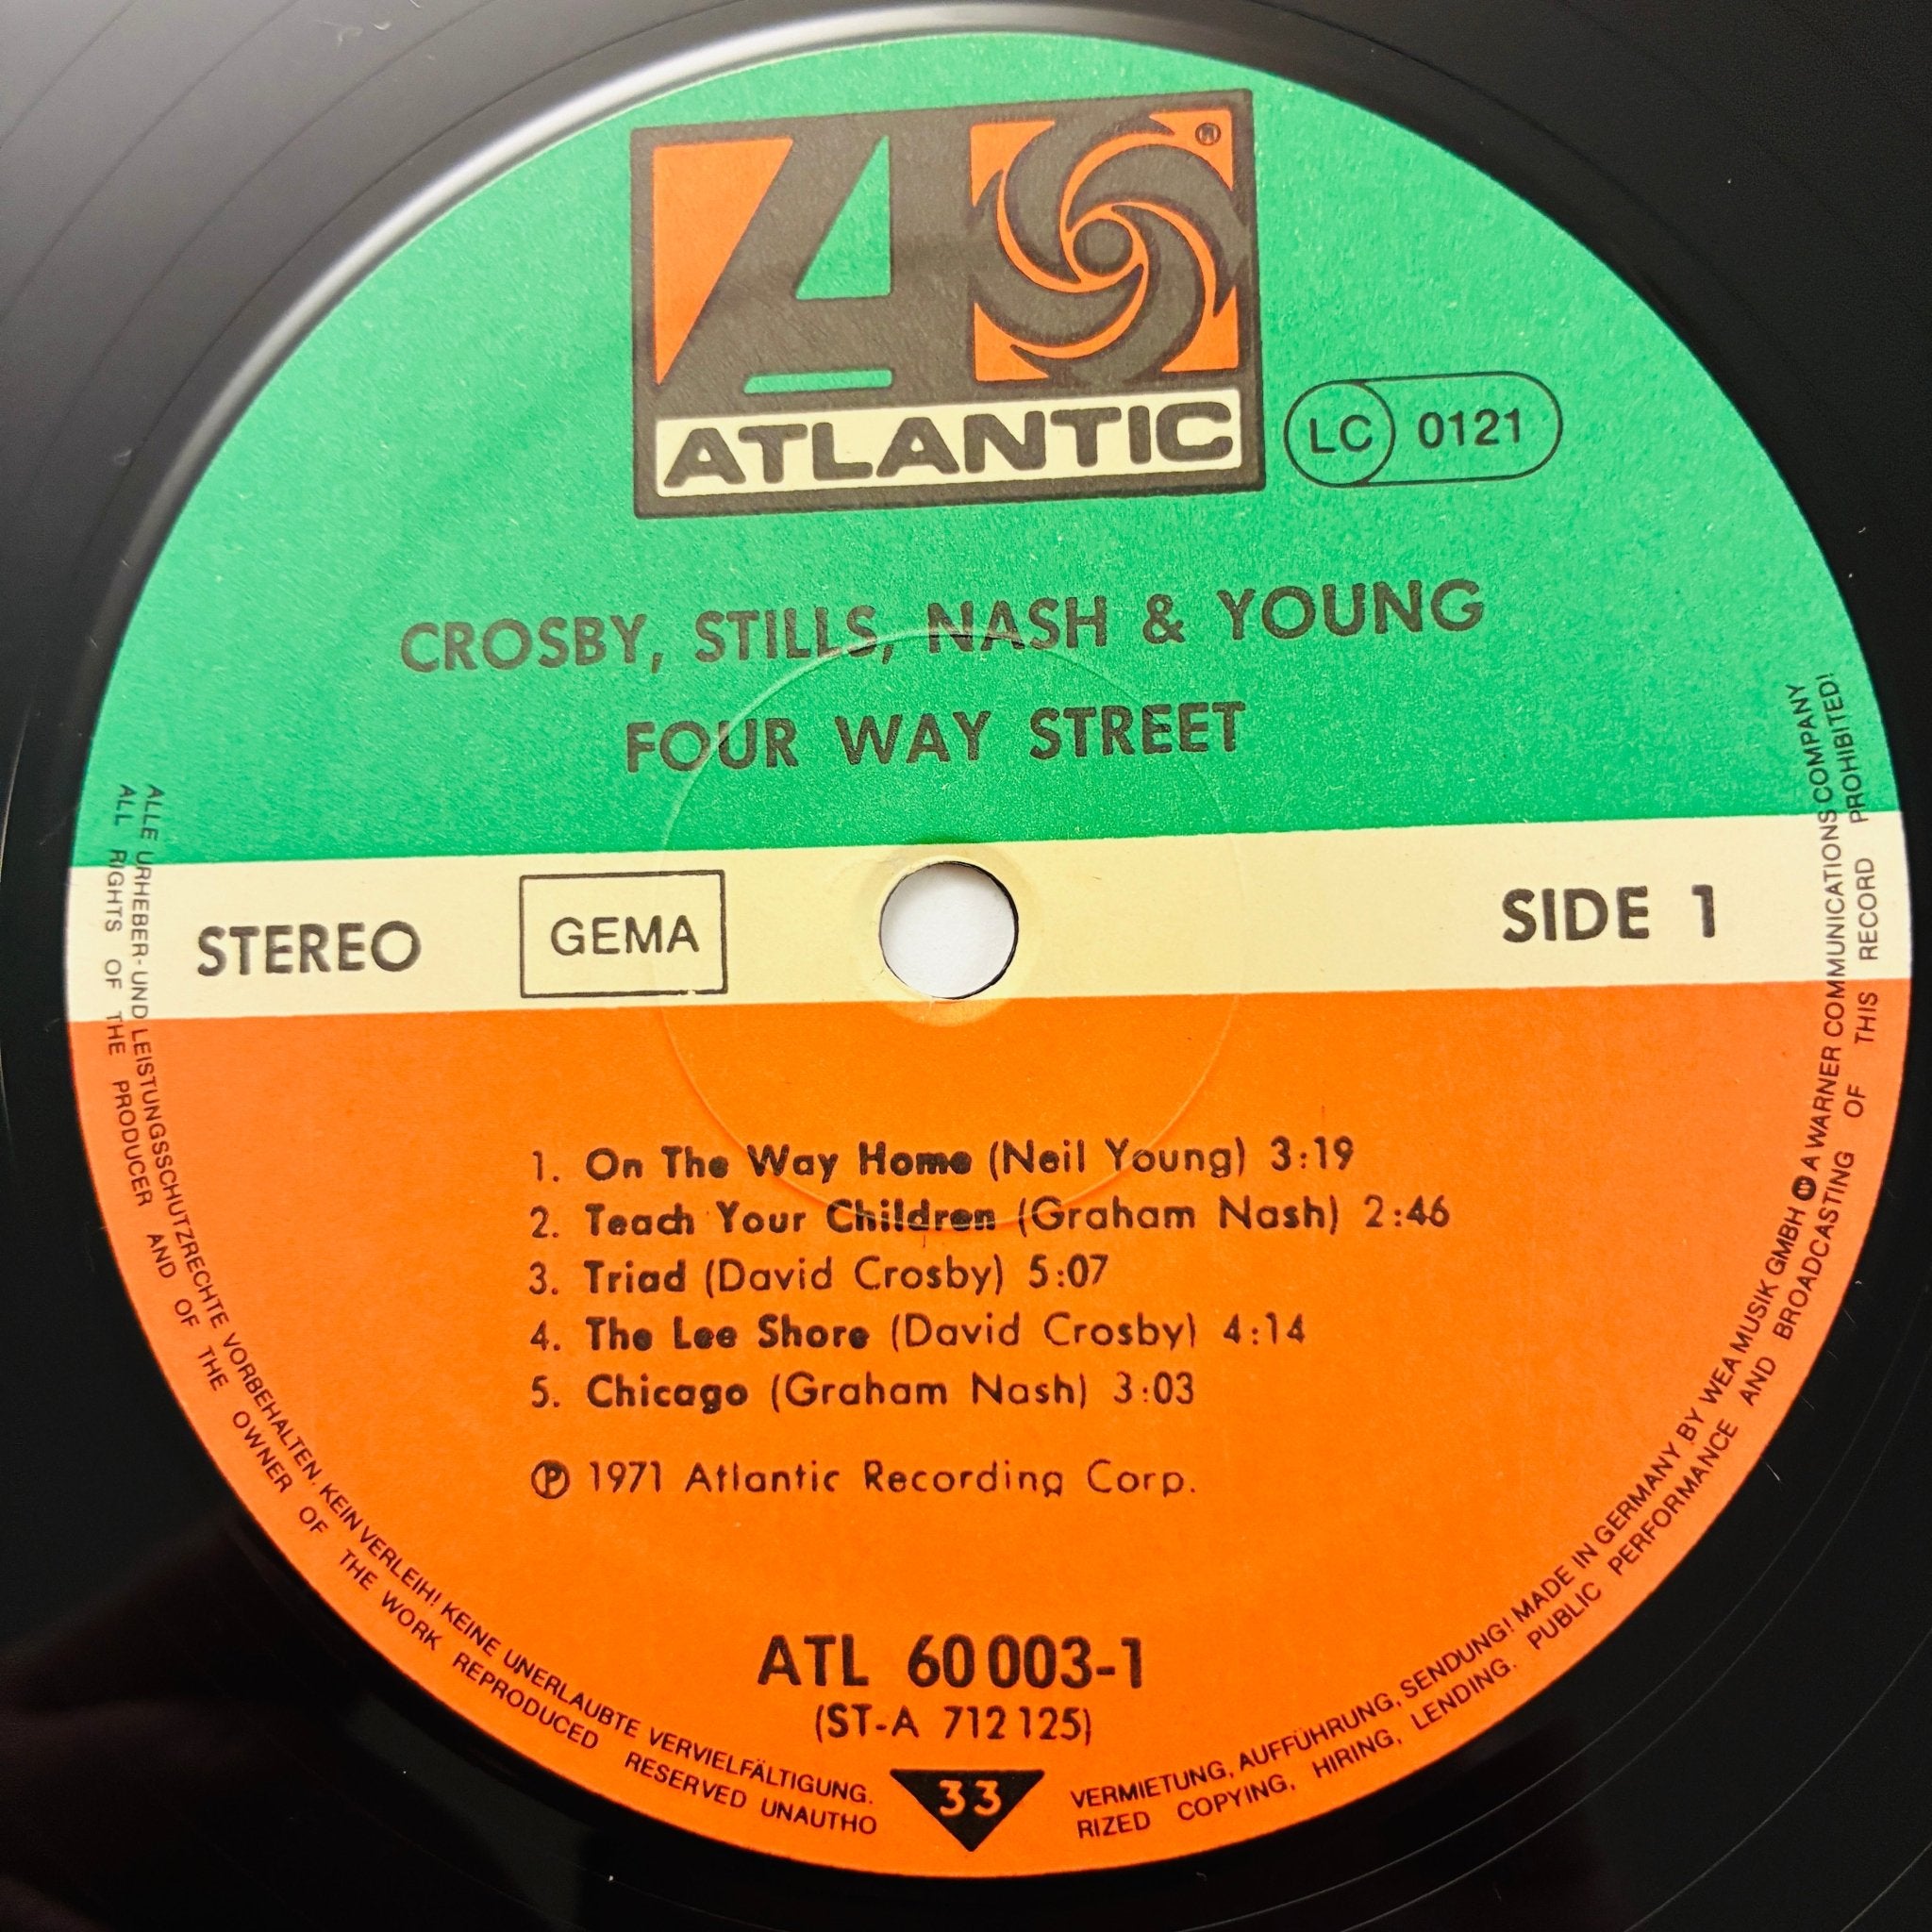 ATLANTIC
LC 0121
CROSBY, STILLS, NASH & YOUNG
FOUR WAY STREET
STEREO
GEMA
SIDE 1
1. On The Way Home (Neil Young) 3:19
2. Teach Your Children (Graham Nash) 2:46
3. Triad (David Crosby) 5:07
4. The Lee Shore (David Crosby) 4:14
5. Chicago (Graham Nash) 3:03
Ⓟ 1971 Atlantic Recording Corp.
ATL 60 003-1
(ST-A 712 125)
33
ALLE URHEBER- UND LEISTUNGSSCHUTZRECHTE VORBEHALTEN. KEIN VERLEIH! KEINE UNERLAUBTE VERVIELFÄLTIGUNG. VERMIETUNG, AUFFÜHRUNG, SENDUNG! MADE IN GERMANY BY WEA MUSIK GMBH A WARNER COMMUNICATIONS COMPANY
ALL RIGHTS OF THE PRODUCER AND OF THE OWNER OF THE WORK REPRODUCED RESERVED UNAUTHO RIZED COPYING, HIRING, LENDING. PUBLIC PERFORMANCE AND BROADCASTING OF THIS RECORD PROHIBITED!